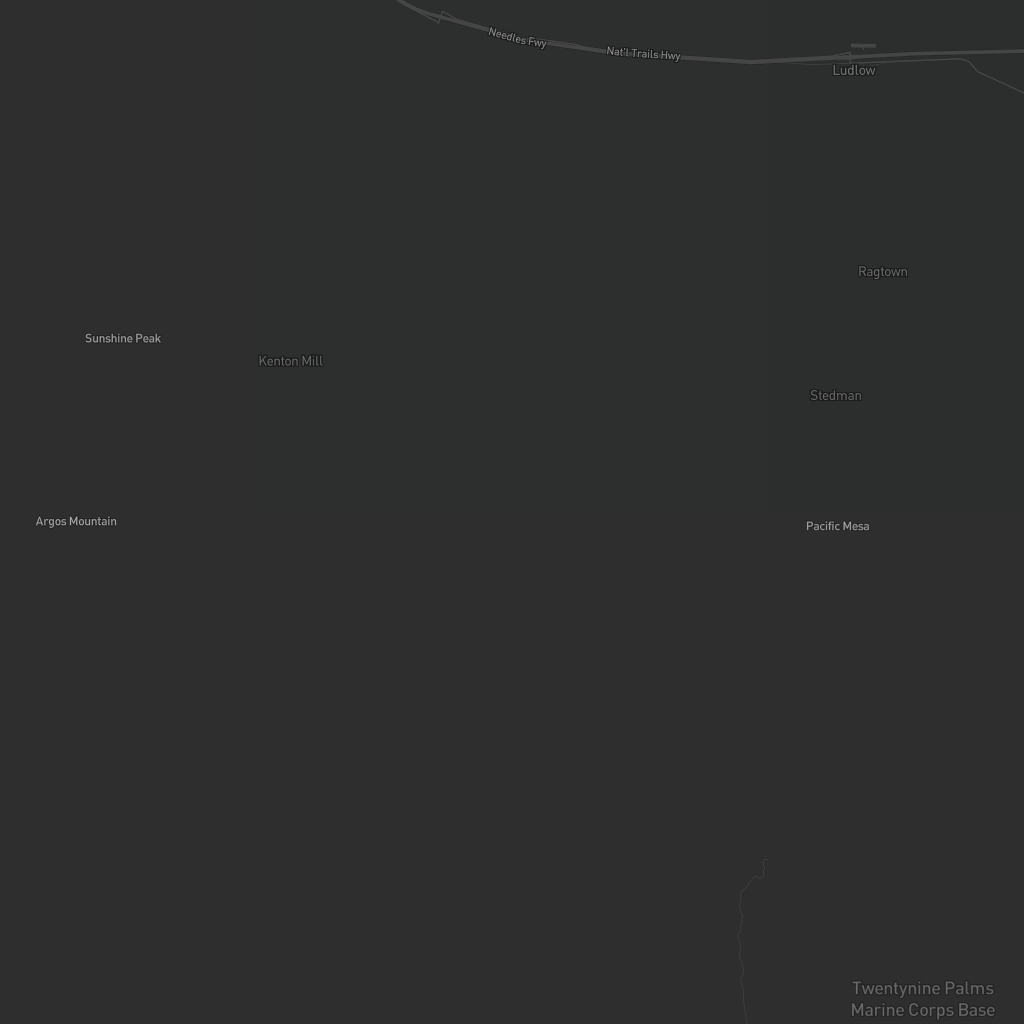 Needles Fwy
Nat'l Trails Hwy
Ludlow
Ragtown
Sunshine Peak
Kenton Mill
Stedman
Argos Mountain
Pacific Mesa
Twentynine Palms
Marine Corps Base